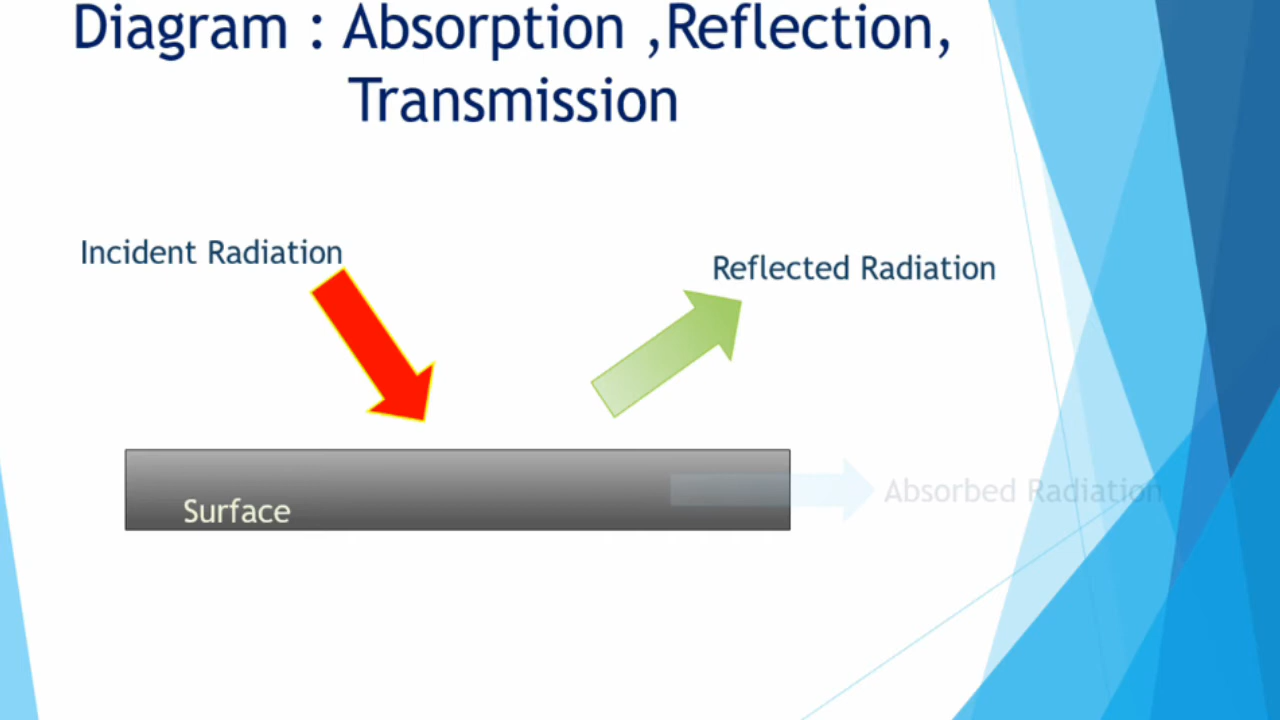 Diagram : Absorption ,Reflection,
Transmission
Incident Radiation
Reflected Radiation
Absorbed Radiation
Surface